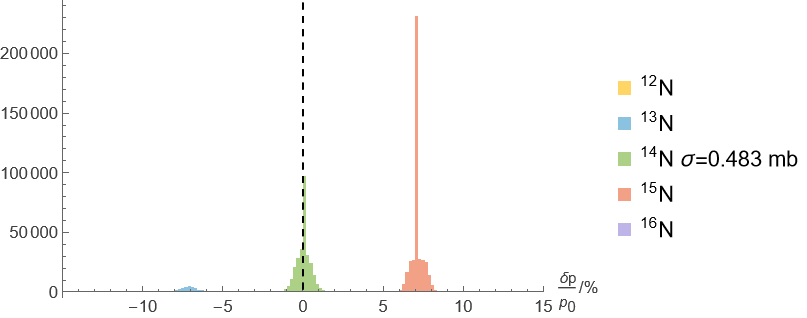 200 000
150 000
100 000
50 000
0
−10
−5
0
5
10
15
δp/p0 /%
¹²N
¹³N
¹⁴N σ=0.483 mb
¹⁵N
¹⁶N